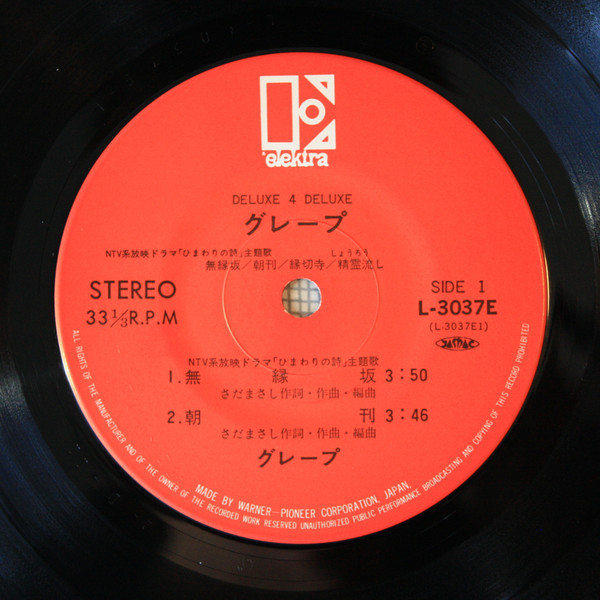 elektra
DELUXE 4 DELUXE
グレープ
NTV系放映ドラマ「ひまわりの詩」主題歌 しょうろう
無縁坂／朝刊／縁切寺／精霊流し
STEREO
33 1/3 R.P.M
SIDE 1
L-3037E
(L-3037E1)
JASRAC
NTV系放映ドラマ「ひまわりの詩」主題歌
1.無縁坂 3:50
さだまさし作詞・作曲・編曲
2.朝刊 3:46
さだまさし作詞・作曲・編曲
グレープ
MADE BY WARNER-PIONEER CORPORATION, JAPAN.
ALL RIGHTS OF THE MANUFACTURER AND OF THE OWNER OF THE RECORDED WORK RESERVED UNAUTHORIZED PUBLIC PERFORMANCE BROADCASTING AND COPYING OF THIS RECORD PROHIBITED